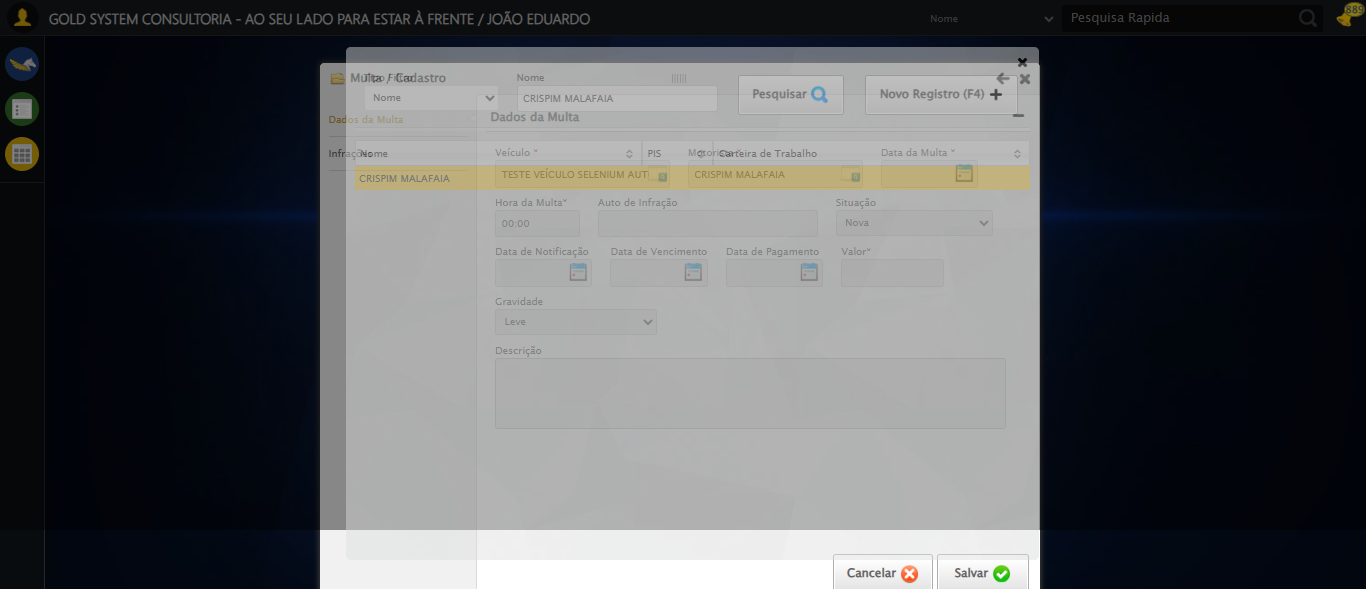 GOLD SYSTEM CONSULTORIA - AO SEU LADO PARA ESTAR À FRENTE / JOÃO EDUARDO
Nome
Pesquisa Rapida
889
Multa / Cadastro
Tipo Filtro
Nome
Nome
CRISPIM MALAFAIA
Pesquisar
Novo Registro (F4)
Dados da Multa
Dados da Multa
Infrações
Nome
Veículo *
PIS
Motorista *
Carteira de Trabalho
Data da Multa *
CRISPIM MALAFAIA
TESTE VEÍCULO SELENIUM AUT
CRISPIM MALAFAIA
Hora da Multa*
Auto de Infração
Situação
00:00
Nova
Data de Notificação
Data de Vencimento
Data de Pagamento
Valor*
Gravidade
Leve
Descrição
Cancelar
Salvar